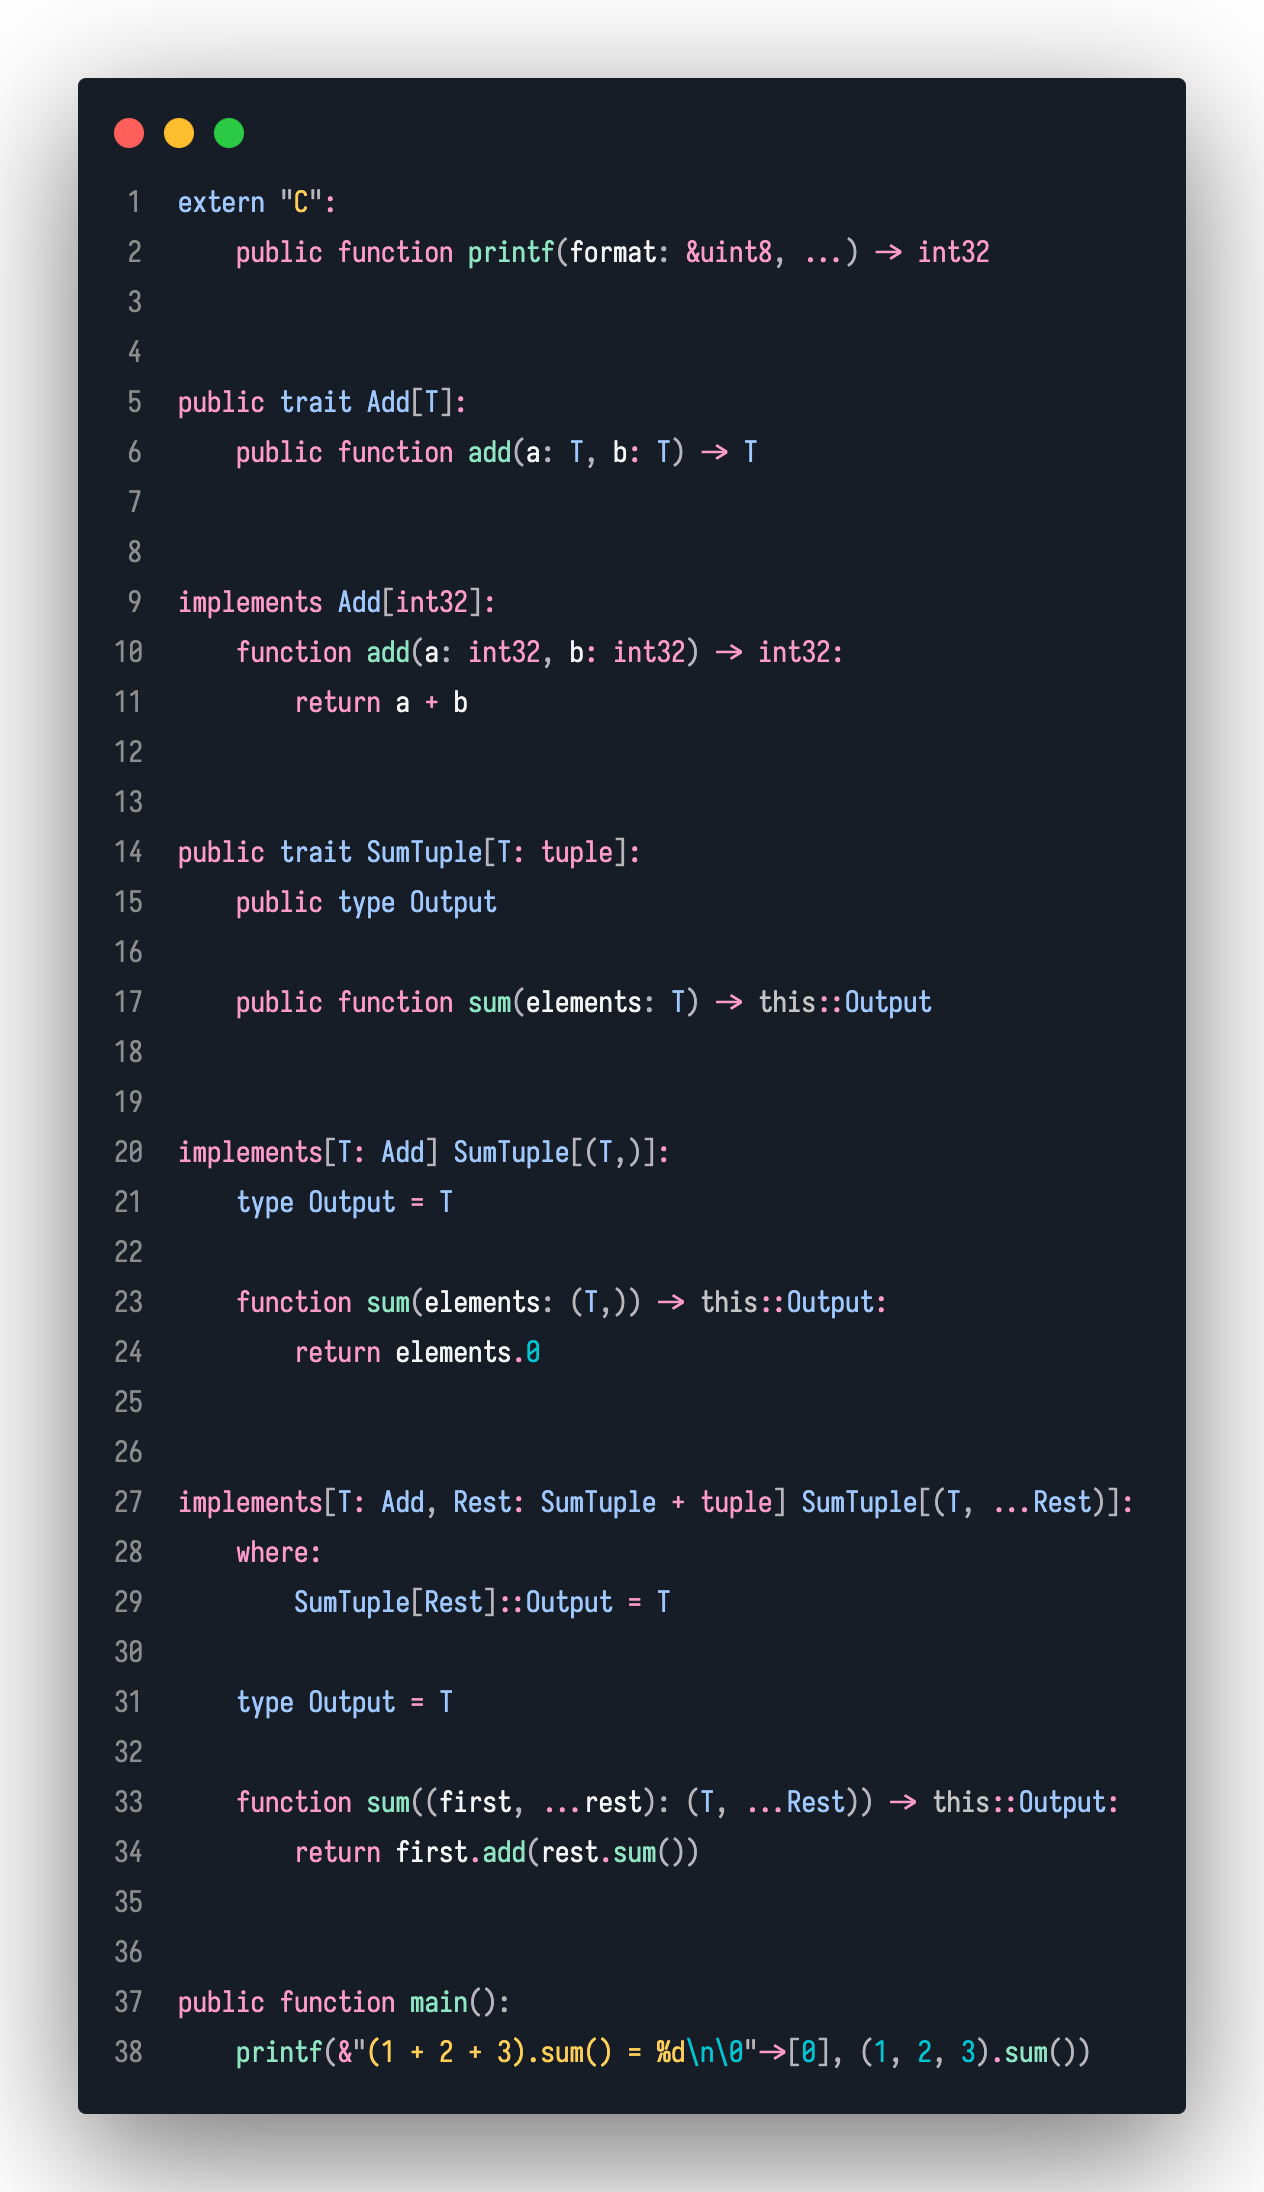 1 extern "C":
2     public function printf(format: &uint8, ...) -> int32
3
4
5 public trait Add[T]:
6     public function add(a: T, b: T) -> T
7
8
9 implements Add[int32]:
10     function add(a: int32, b: int32) -> int32:
11         return a + b
12
13
14 public trait SumTuple[T: tuple]:
15     public type Output
16
17     public function sum(elements: T) -> this::Output
18
19
20 implements[T: Add] SumTuple[(T,)]:
21     type Output = T
22
23     function sum(elements: (T,)) -> this::Output:
24         return elements.0
25
26
27 implements[T: Add, Rest: SumTuple + tuple] SumTuple[(T, ...Rest)]:
28     where:
29         SumTuple[Rest]::Output = T
30
31     type Output = T
32
33     function sum((first, ...rest): (T, ...Rest)) -> this::Output:
34         return first.add(rest.sum())
35
36
37 public function main():
38     printf(&"(1 + 2 + 3).sum() = %d\n\0"->[0], (1, 2, 3).sum())